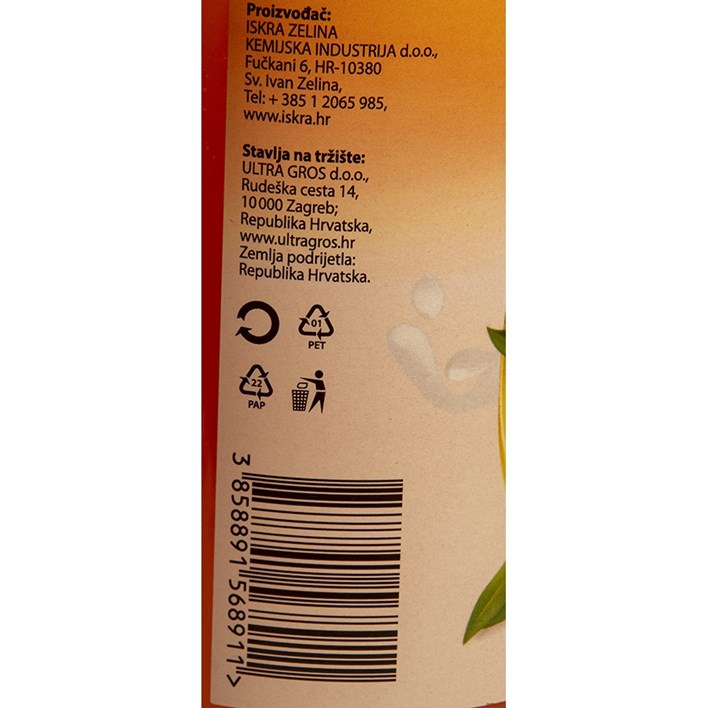 Proizvođač:
ISKRA ZELINA
KEMIJSKA INDUSTRIJA d.o.o.,
Fučkani 6, HR-10380
Sv. Ivan Zelina,
Tel: + 385 1 2065 985,
www.iskra.hr
Stavlja na tržište:
ULTRA GROS d.o.o.,
Rudeška cesta 14,
10 000 Zagreb;
Republika Hrvatska,
www.ultragros.hr
Zemlja podrijetla:
Republika Hrvatska.
01
PET
22
PAP
3 858891 568911 >